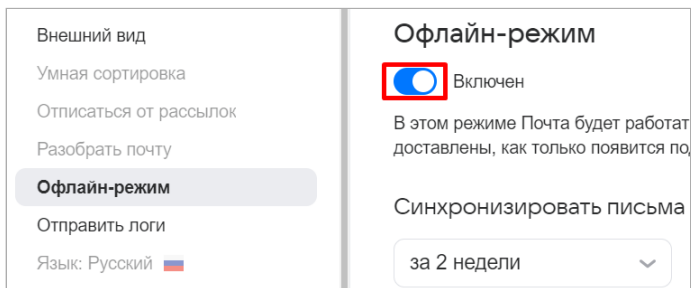 Внешний вид
Умная сортировка
Отписаться от рассылок
Разобрать почту
Офлайн-режим
Отправить логи
Язык: Русский
Офлайн-режим
Включен
В этом режиме Почта будет работат
доставлены, как только появится по
Синхронизировать письма
за 2 недели